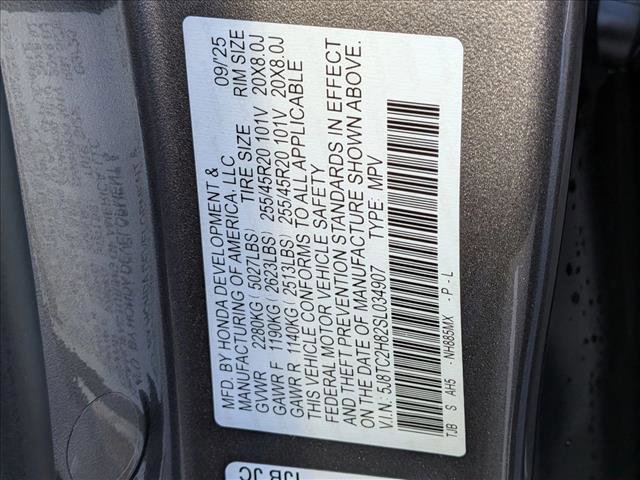 MFD. BY HONDA DEVELOPMENT & 09/'25
MANUFACTURING OF AMERICA, LLC
TIRE SIZE RIM SIZE
GVWR 2280KG (5027LBS)
GAWR F 1190KG (2623LBS) 255/45R20 101V 20X8.0J
GAWR R 1140KG (2513LBS) 255/45R20 101V 20X8.0J
THIS VEHICLE CONFORMS TO ALL APPLICABLE
FEDERAL MOTOR VEHICLE SAFETY
AND THEFT PREVENTION STANDARDS IN EFFECT
ON THE DATE OF MANUFACTURE SHOWN ABOVE.
V.I.N.: 5J8TC2H82SL034907 TYPE: MPV
TJB S AH5 - NH885MX - P - L
TJB JC